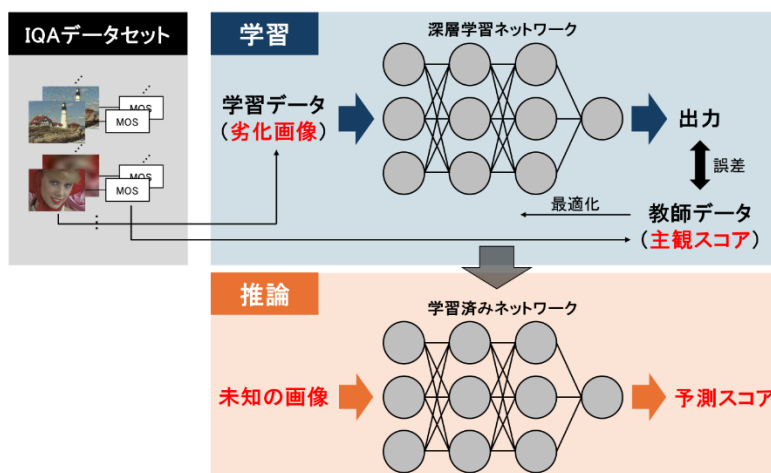 IQAデータセット
MOS
MOS
MOS
MOS
学習
深層学習ネットワーク
学習データ
(劣化画像)
出力
誤差
最適化
教師データ
(主観スコア)
推論
学習済みネットワーク
未知の画像
予測スコア